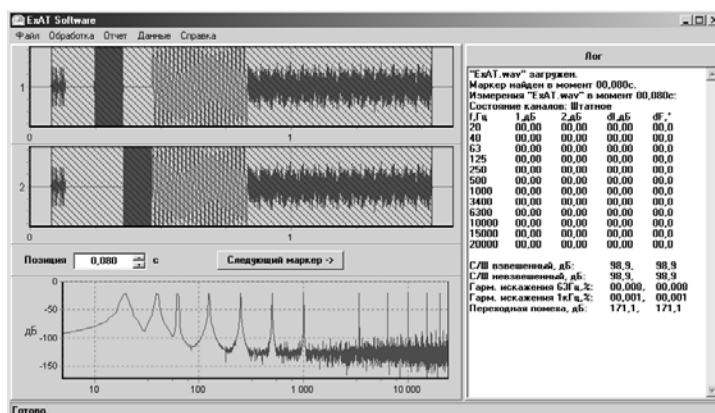 ExAT Software
Файл Обработка Отчет Данные Справка
1
0 1
2
0 1
Позиция 0,080 с Следующий маркер ->
0
-50
дБ -100
-150
10 100 1 000 10 000
Лог
"ExAT.wav" загружен.
Маркер найден в момент 00,000с.
Измерения "ExAT.wav" в момент 00,080с:
Состояние каналов: Штатное
f,Гц 1,дБ 2,дБ dI,дБ dF,°
20 00,00 00,00 00,00 00,0
40 00,00 00,00 00,00 00,0
63 00,00 00,00 00,00 00,0
125 00,00 00,00 00,00 00,0
250 00,00 00,00 00,00 00,0
500 00,00 00,00 00,00 00,0
1000 00,00 00,00 00,00 00,0
3400 00,00 00,00 00,00 00,0
6300 00,00 00,00 00,00 00,0
10000 00,00 00,00 00,00 00,0
15000 00,00 00,00 00,00 00,0
20000 00,00 00,00 00,00 00,0
С/Ш взвешенный, дБ: 98,9, 98,9
С/Ш невзвешенный, дБ: 98,9, 98,9
Гарм. искажения 63Гц,%: 00,008, 00,008
Гарм. искажения 1кГц,%: 00,001, 00,001
Переходная помеха, дБ: 171,1, 171,1
Готово